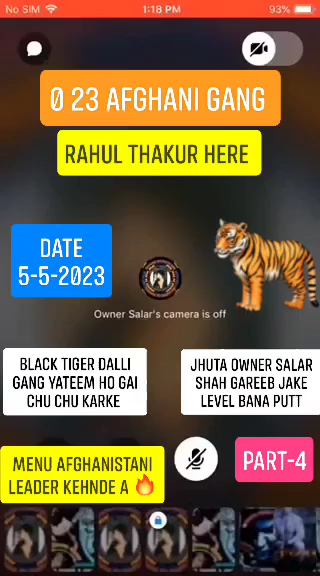 No SIM
1:18 PM
93%
0 23 AFGHANI GANG
RAHUL THAKUR HERE
DATE
5-5-2023
Owner Salar's camera is off
BLACK TIGER DALLI
GANG YATEEM HO GAI
CHU CHU KARKE
JHUTA OWNER SALAR
SHAH GAREEB JAKE
LEVEL BANA PUTT
MENU AFGHANISTANI
LEADER KEHNDE A 🔥
PART-4